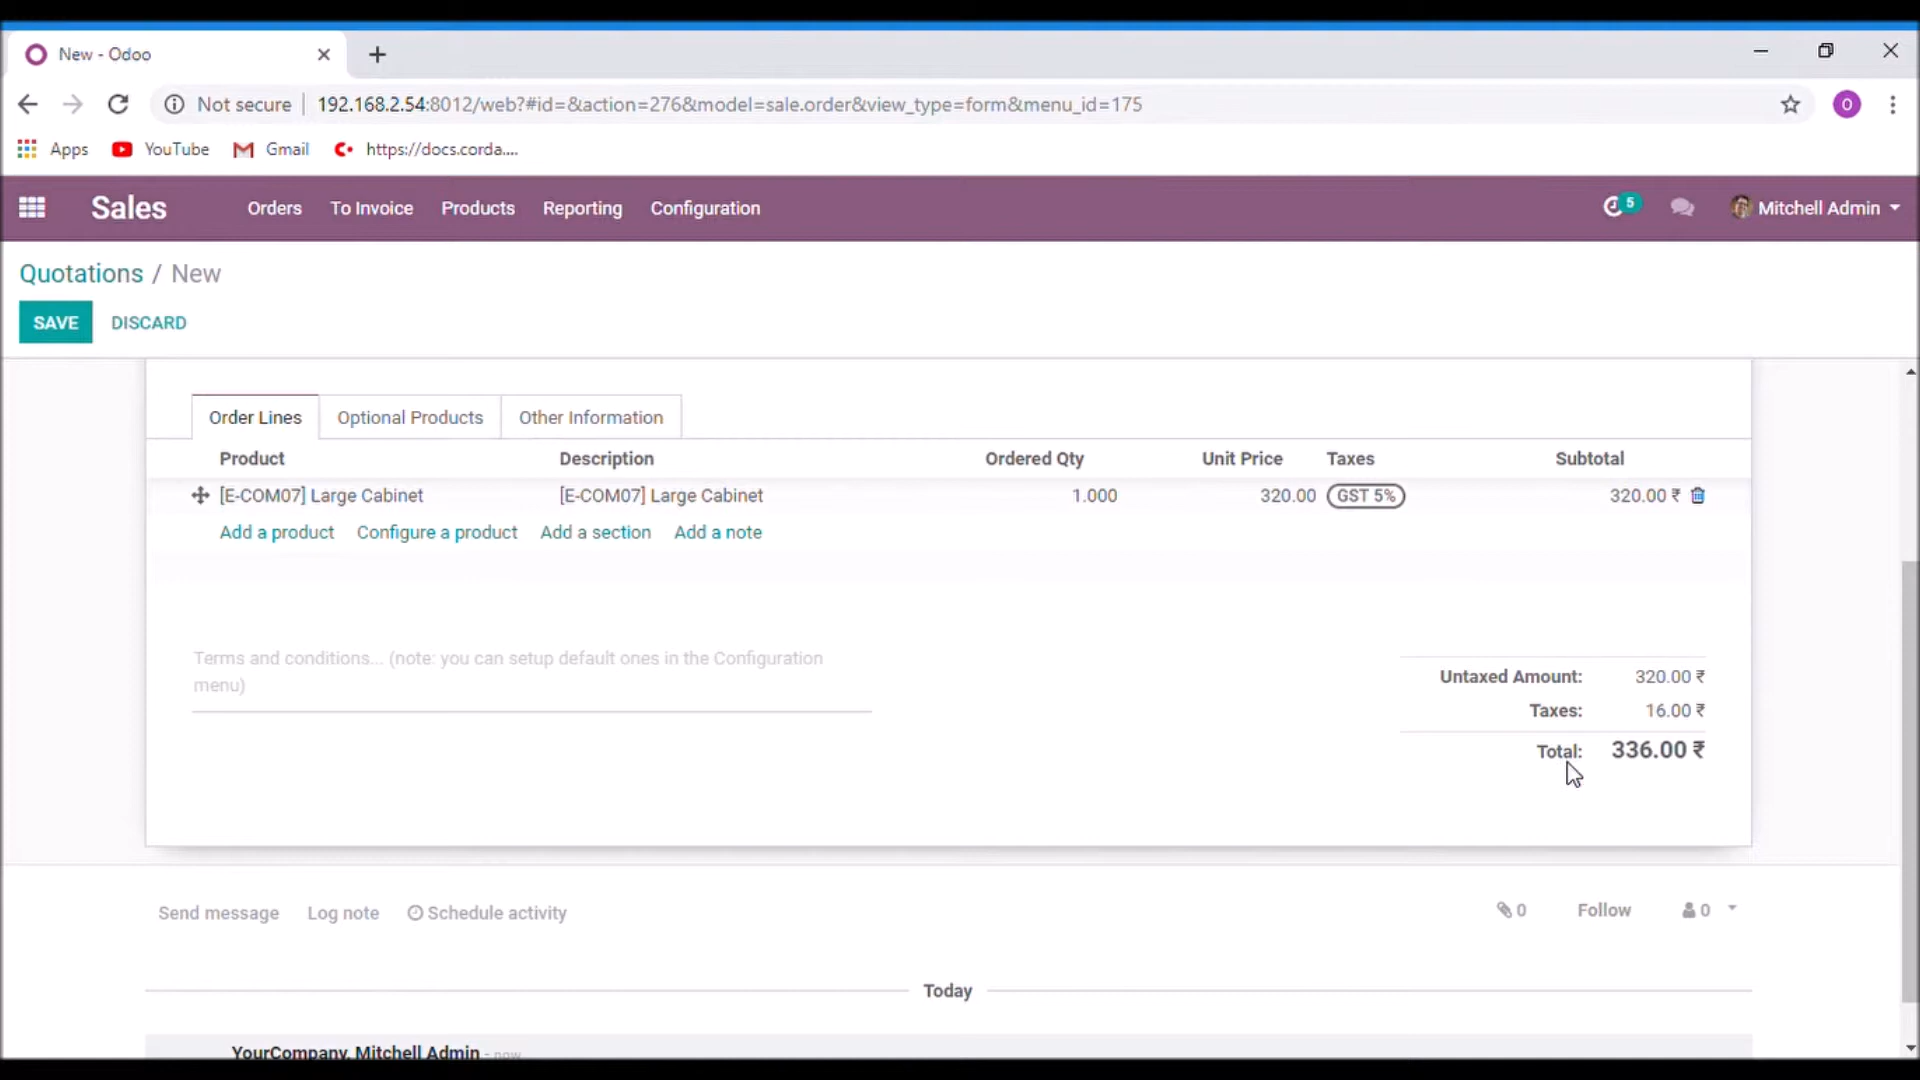 New - Odoo
Not secure 192.168.2.54:8012/web?#id=&action=276&model=sale.order&view_type=form&menu_id=175
O
Apps YouTube Gmail https://docs.corda....
Sales Orders To Invoice Products Reporting Configuration 5 Mitchell Admin
Quotations / New
SAVE DISCARD
Order Lines Optional Products Other Information
Product Description Ordered Qty Unit Price Taxes Subtotal
[E-COM07] Large Cabinet [E-COM07] Large Cabinet 1.000 320.00 GST 5% 320.00 ₹
Add a product Configure a product Add a section Add a note
Terms and conditions... (note: you can setup default ones in the Configuration
menu)
Untaxed Amount: 320.00 ₹
Taxes: 16.00 ₹
Total: 336.00 ₹
Send message Log note Schedule activity 0 Follow 0
Today
YourCompany, Mitchell Admin - now